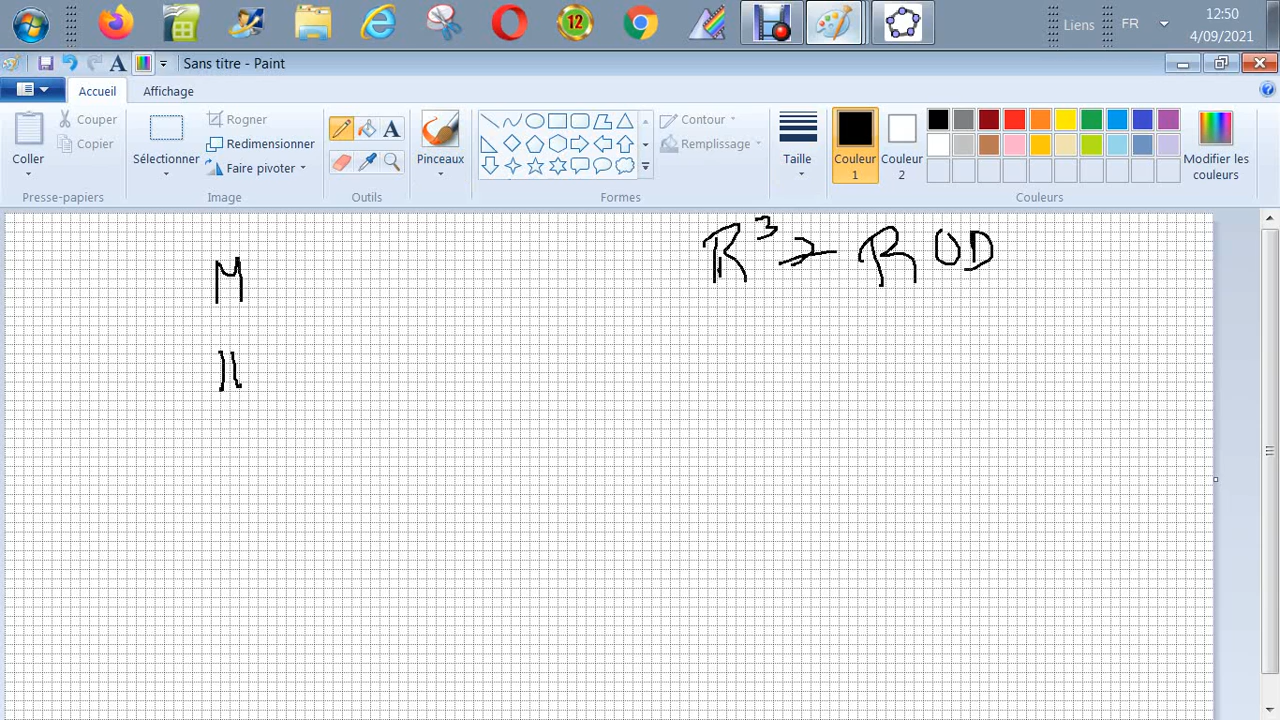 12
Liens
FR
12:50
4/09/2021
Sans titre - Paint
Accueil
Affichage
Coller
Couper
Copier
Presse-papiers
Sélectionner
Rogner
Redimensionner
Faire pivoter
Image
Outils
Pinceaux
Contour
Remplissage
Formes
Taille
Couleur 1
Couleur 2
Modifier les couleurs
Couleurs
R³ = R OD
M